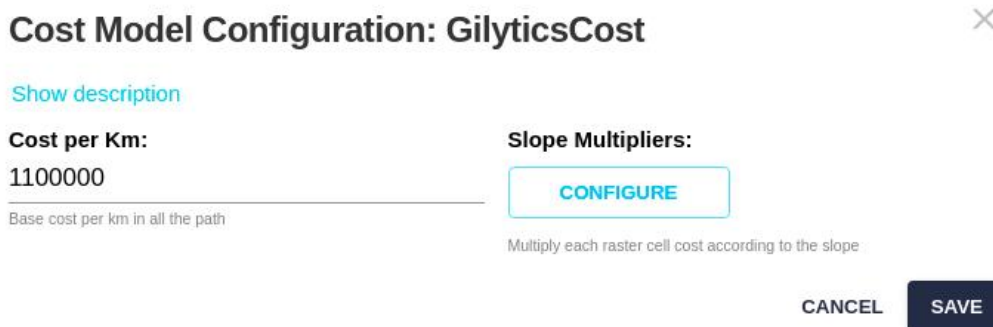 Cost Model Configuration: GilyticsCost
Show description
Cost per Km:
1100000
Base cost per km in all the path
Slope Multipliers:
CONFIGURE
Multiply each raster cell cost according to the slope
CANCEL
SAVE